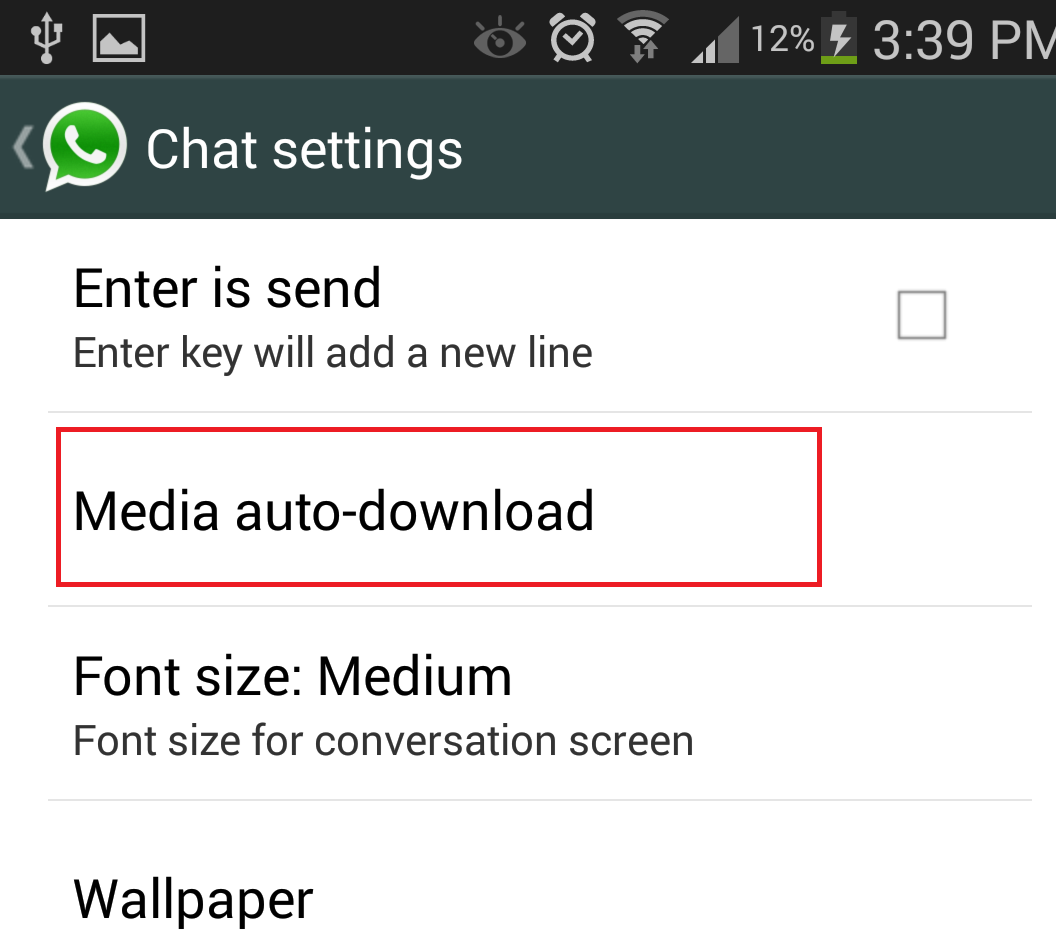 12% 3:39 PM
Chat settings
Enter is send
Enter key will add a new line
Media auto-download
Font size: Medium
Font size for conversation screen
Wallpaper